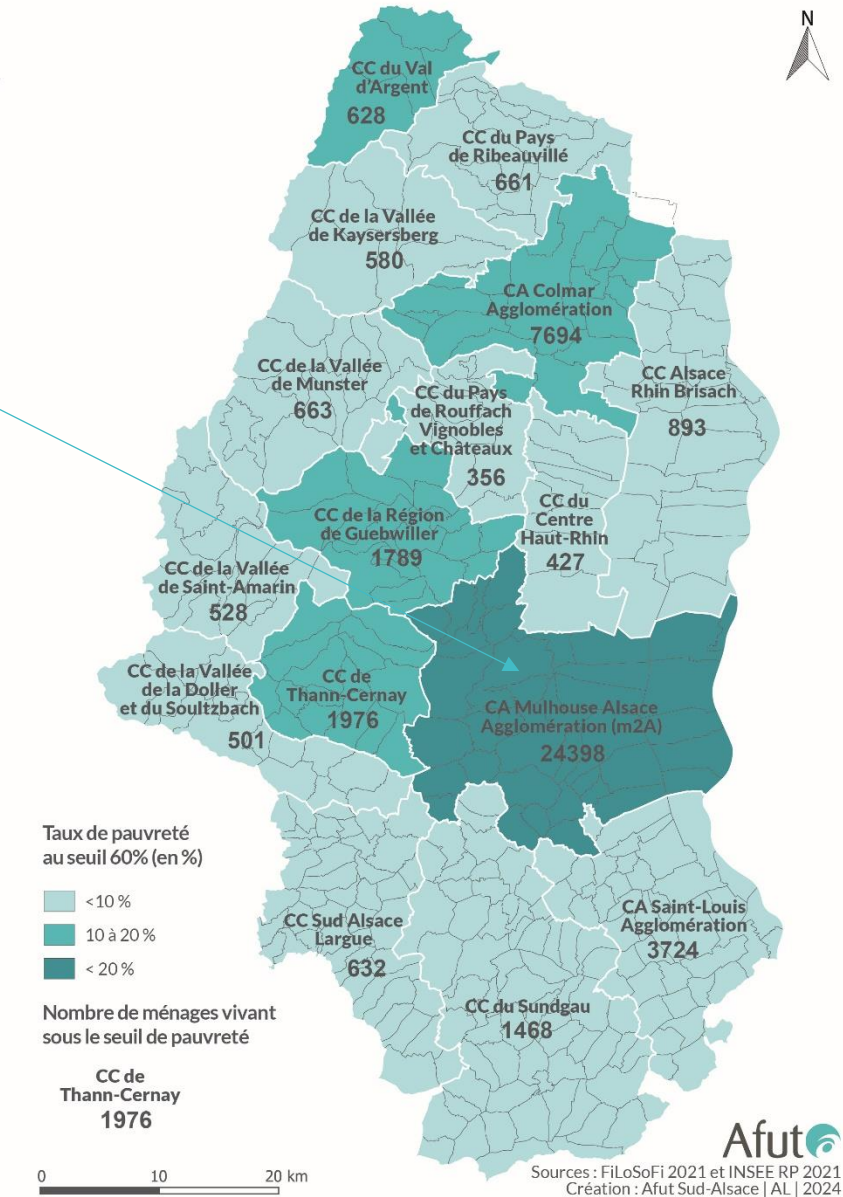 N
CC du Val
d'Argent
628
CC du Pays
de Ribeauvillé
661
CC de la Vallée
de Kaysersberg
580
CA Colmar
Agglomération
7694
CC de la Vallée
de Munster
663
CC du Pays
de Rouffach
Vignobles
et Châteaux
356
CC Alsace
Rhin Brisach
893
CC de la Région
de Guebwiller
1789
CC du
Centre
Haut-Rhin
427
CC de la Vallée
de Saint-Amarin
528
CC de la Vallée
de la Doller
et du Soultzbach
501
CC de
Thann-Cernay
1976
CA Mulhouse Alsace
Agglomération (m2A)
24398
Taux de pauvreté
au seuil 60% (en %)
<10 %
10 à 20 %
< 20 %
CC Sud Alsace
Largue
632
CA Saint-Louis
Agglomération
3724
CC du Sundgau
1468
Nombre de ménages vivant
sous le seuil de pauvreté
CC de
Thann-Cernay
1976
0 10 20 km
Afut
Sources : FiLoSoFi 2021 et INSEE RP 2021
Création : Afut Sud-Alsace | AL | 2024